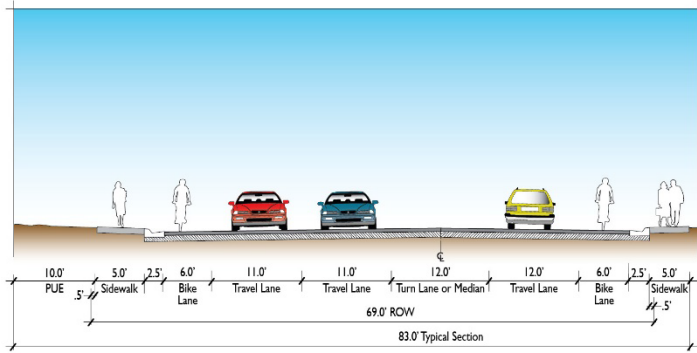 ℄
10.0' 5.0' 2.5' 6.0' 11.0' 11.0' 12.0' 12.0' 6.0' 2.5' 5.0'
PUE Sidewalk Bike Lane Travel Lane Travel Lane Turn Lane or Median Travel Lane Bike Lane Sidewalk
.5' .5'
69.0' ROW
83.0' Typical Section